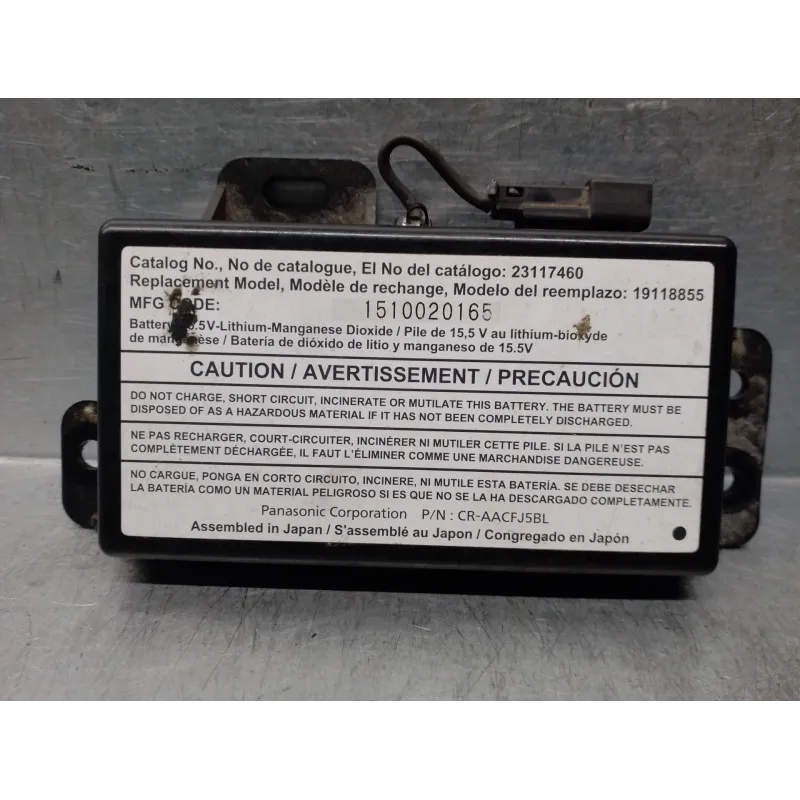 Catalog No., No de catalogue, El No del catálogo: 23117460
Replacement Model, Modèle de rechange, Modelo del reemplazo: 19118855
MFG CODE: 1510020165
Battery 15.5V-Lithium-Manganese Dioxide / Pile de 15,5 V au lithium-bioxyde
de manganèse / Batería de dióxido de litio y manganeso de 15.5V
CAUTION / AVERTISSEMENT / PRECAUCIÓN
DO NOT CHARGE, SHORT CIRCUIT, INCINERATE OR MUTILATE THIS BATTERY. THE BATTERY MUST BE
DISPOSED OF AS A HAZARDOUS MATERIAL IF IT HAS NOT BEEN COMPLETELY DISCHARGED.
NE PAS RECHARGER, COURT-CIRCUITER, INCINÉRER NI MUTILER CETTE PILE. SI LA PILE N'EST PAS
COMPLÈTEMENT DÉCHARGÉE, IL FAUT L'ÉLIMINER COMME UNE MARCHANDISE DANGEREUSE.
NO CARGUE, PONGA EN CORTO CIRCUITO, INCINERE, NI MUTILE ESTA BATERÍA. SE DEBE DESECHAR
LA BATERÍA COMO UN MATERIAL PELIGROSO SI ES QUE NO SE LA HA DESCARGADO COMPLETAMENTE.
Panasonic Corporation P/N : CR-AACFJ5BL
Assembled in Japan / S'assemblé au Japon / Congregado en Japón